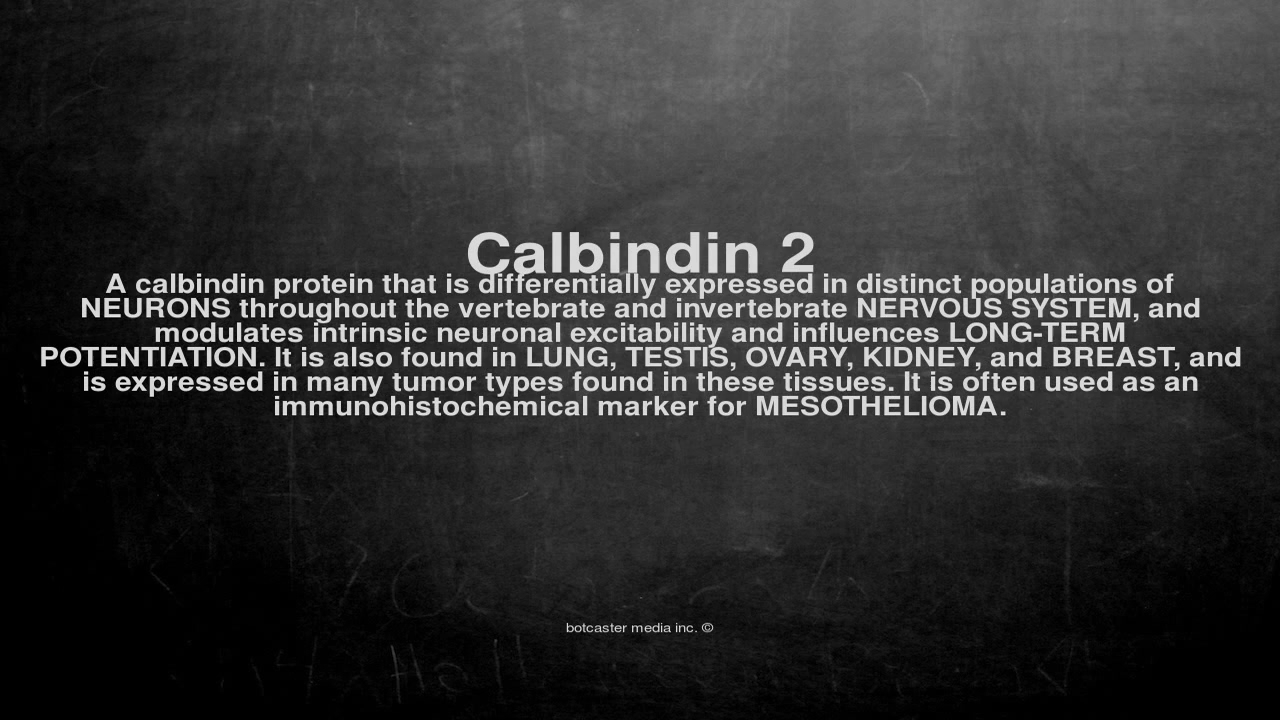 Calbindin 2
A calbindin protein that is differentially expressed in distinct populations of
NEURONS throughout the vertebrate and invertebrate NERVOUS SYSTEM, and
modulates intrinsic neuronal excitability and influences LONG-TERM
POTENTIATION. It is also found in LUNG, TESTIS, OVARY, KIDNEY, and BREAST, and
is expressed in many tumor types found in these tissues. It is often used as an
immunohistochemical marker for MESOTHELIOMA.
botcaster media inc. ©